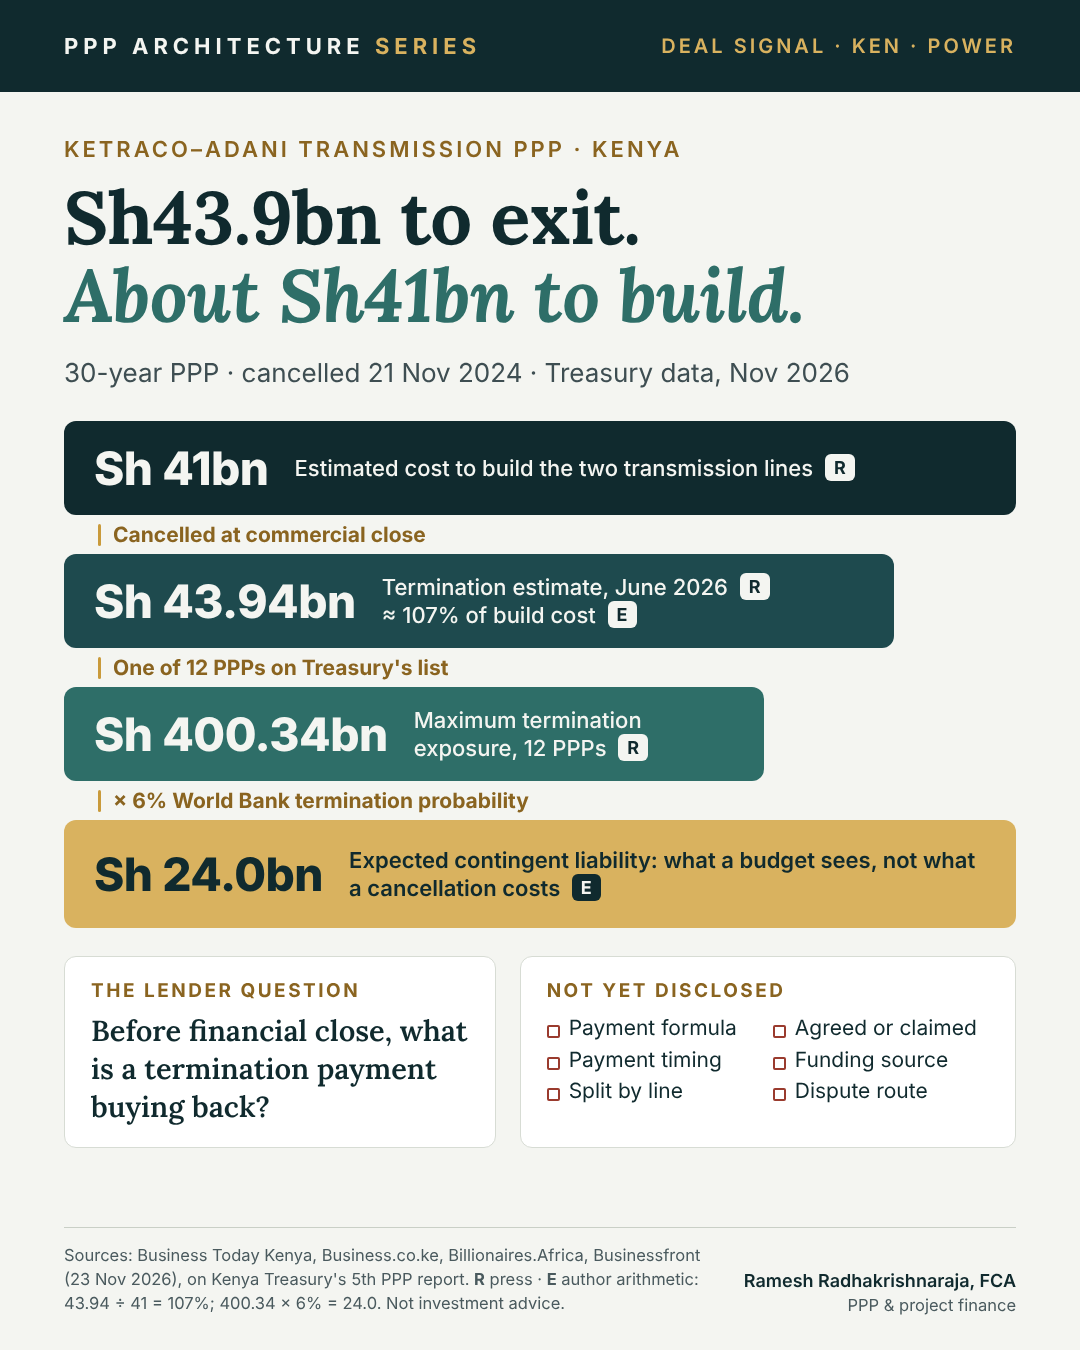 PPP ARCHITECTURE SERIES
DEAL SIGNAL · KEN · POWER
KETRACO–ADANI TRANSMISSION PPP · KENYA
Sh43.9bn to exit.
About Sh41bn to build.
30-year PPP · cancelled 21 Nov 2024 · Treasury data, Nov 2026
Sh 41bn
Estimated cost to build the two transmission lines R
Cancelled at commercial close
Sh 43.94bn
Termination estimate, June 2026 R
≈ 107% of build cost E
One of 12 PPPs on Treasury's list
Sh 400.34bn
Maximum termination
exposure, 12 PPPs R
× 6% World Bank termination probability
Sh 24.0bn
Expected contingent liability: what a budget sees, not what
a cancellation costs E
THE LENDER QUESTION
Before financial close, what
is a termination payment
buying back?
NOT YET DISCLOSED
Payment formula
Agreed or claimed
Payment timing
Funding source
Split by line
Dispute route
Sources: Business Today Kenya, Business.co.ke, Billionaires.Africa, Businessfront
(23 Nov 2026), on Kenya Treasury's 5th PPP report. R press · E author arithmetic:
43.94 ÷ 41 = 107%; 400.34 × 6% = 24.0. Not investment advice.
Ramesh Radhakrishnaraja, FCA
PPP & project finance